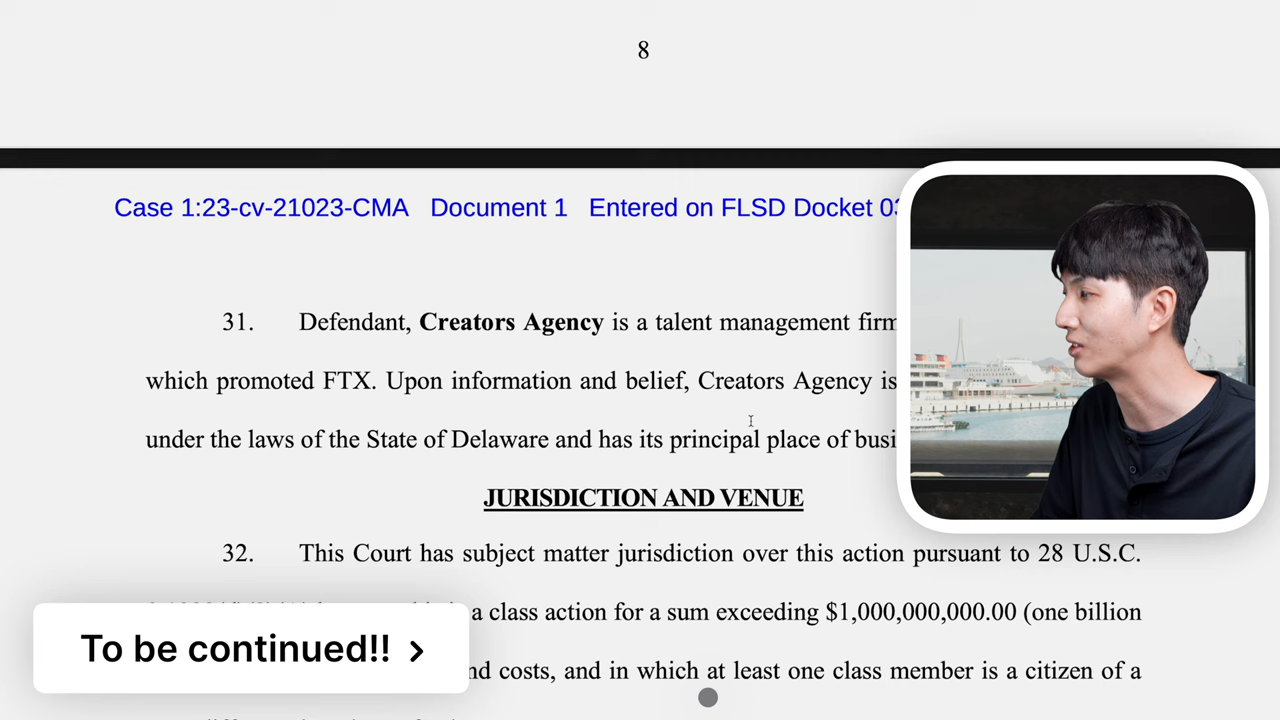 8
Case 1:23-cv-21023-CMA Document 1 Entered on FLSD Docket
31. Defendant, Creators Agency is a talent management firm
which promoted FTX. Upon information and belief, Creators Agency is
under the laws of the State of Delaware and has its principal place of
JURISDICTION AND VENUE
32. This Court has subject matter jurisdiction over this action pursuant to 28 U.S.C.
a class action for a sum exceeding $1,000,000,000.00 (one billion
To be continued!! >
costs, and in which at least one class member is a citizen of a